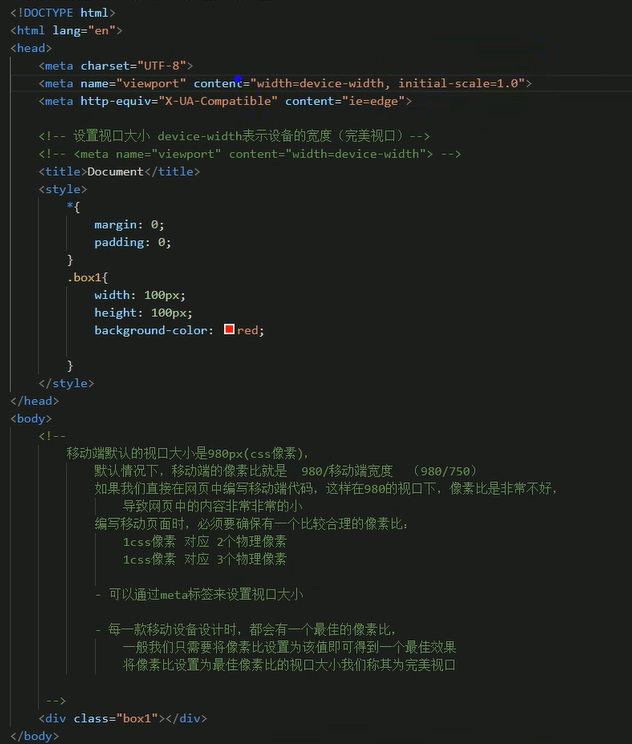 <!DOCTYPE html>
<html lang="en">
<head>
    <meta charset="UTF-8">
    <meta name="viewport" content="width=device-width, initial-scale=1.0">
    <meta http-equiv="X-UA-Compatible" content="ie=edge">

    <!-- 设置视口大小 device-width表示设备的宽度（完美视口）-->
    <!-- <meta name="viewport" content="width=device-width"> -->
    <title>Document</title>
    <style>
        *{
            margin: 0;
            padding: 0;
        }
        .box1{
            width: 100px;
            height: 100px;
            background-color: red;

        }
    </style>
</head>
<body>
    <!--
        移动端默认的视口大小是980px(css像素)，
            默认情况下，移动端的像素比就是  980/移动端宽度  （980/750）
            如果我们直接在网页中编写移动端代码，这样在980的视口下，像素比是非常不好，
                导致网页中的内容非常非常的小
            编写移动页面时，必须要确保有一个比较合理的像素比：
                1css像素 对应 2个物理像素
                1css像素 对应 3个物理像素

            - 可以通过meta标签来设置视口大小

            - 每一款移动设备设计时，都会有一个最佳的像素比，
                一般我们只需要将像素比设置为该值即可得到一个最佳效果
                将像素比设置为最佳像素比的视口大小我们称其为完美视口

     -->
    <div class="box1"></div>
</body>